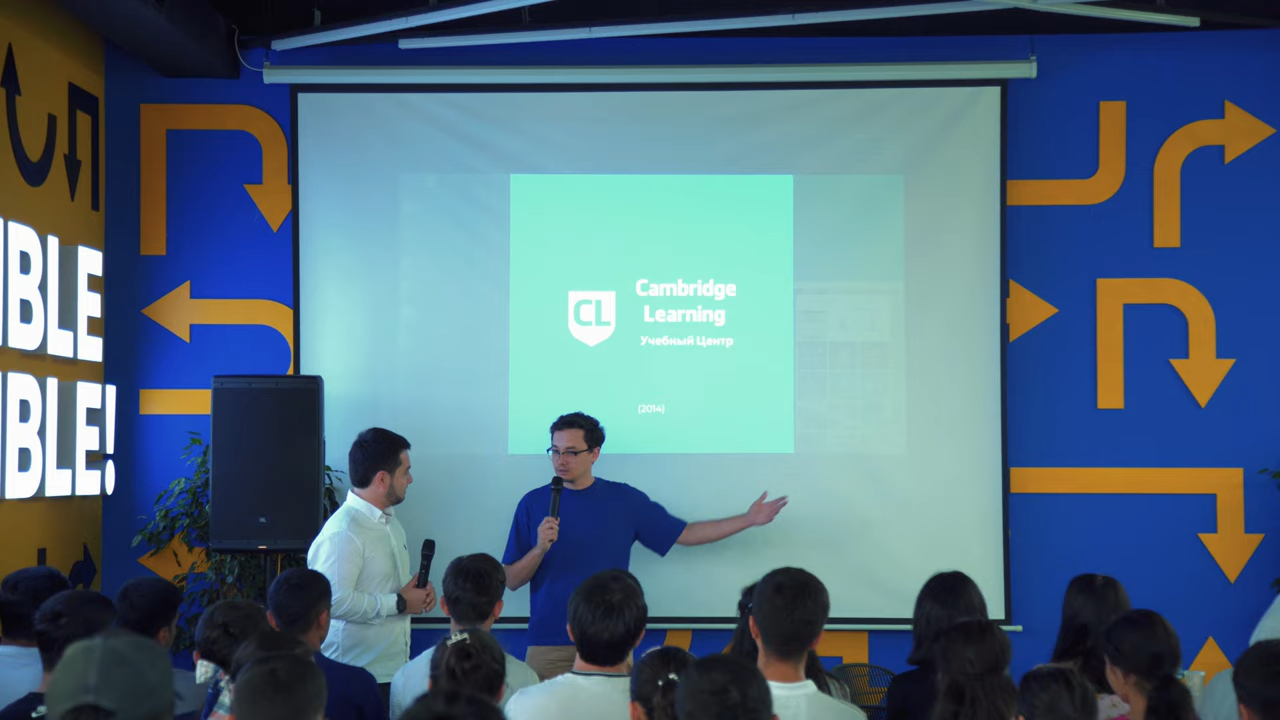 IBLE
IBLE!
CL
Cambridge
Learning
Учебный Центр
(2014)